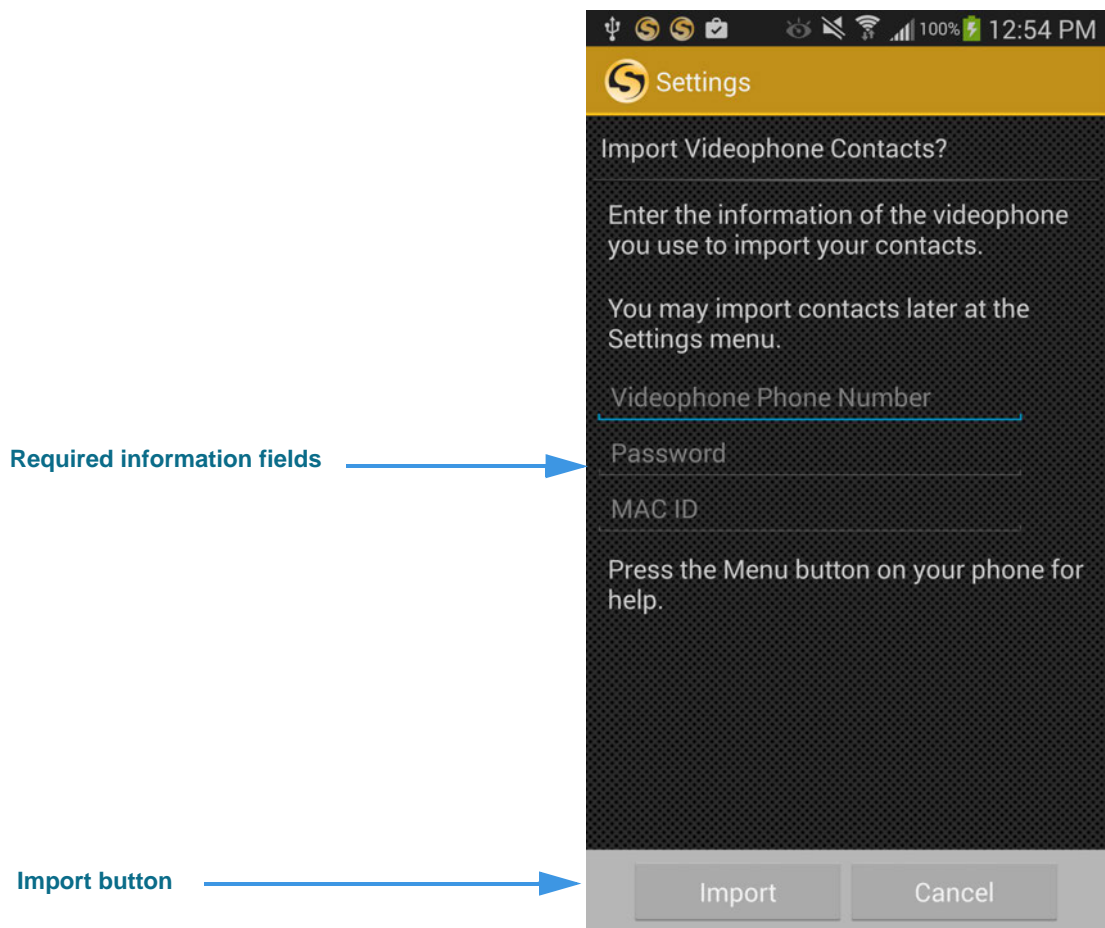 100% 12:54 PM
Settings
Import Videophone Contacts?
Enter the information of the videophone
you use to import your contacts.
You may import contacts later at the
Settings menu.
Videophone Phone Number
Required information fields
Password
MAC ID
Press the Menu button on your phone for
help.
Import button
Import Cancel